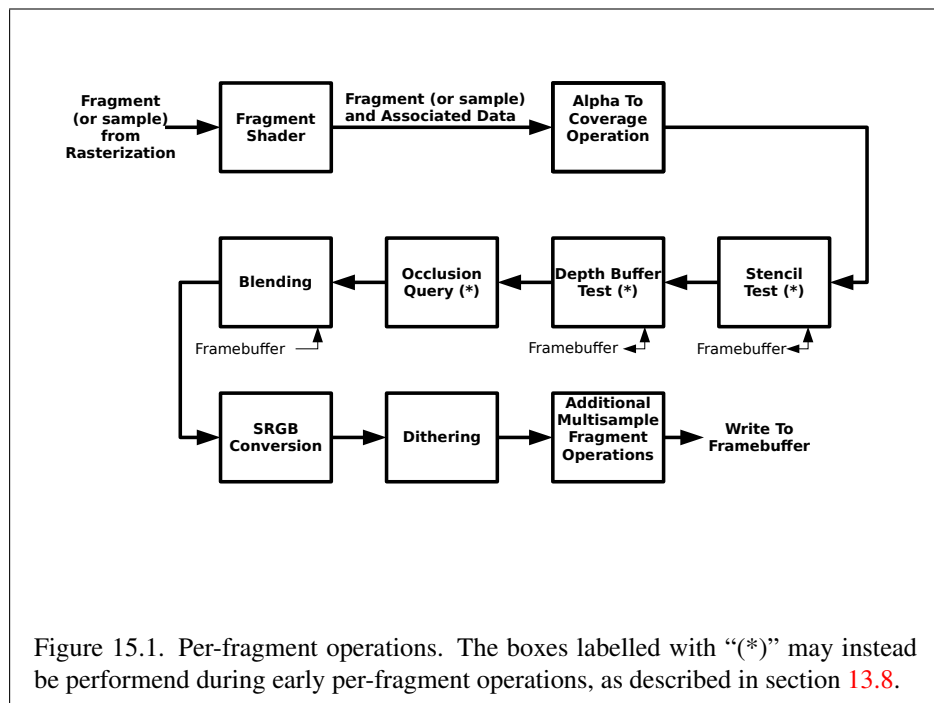 Fragment
(or sample)
from
Rasterization
Fragment
Shader
Fragment (or sample)
and Associated Data
Alpha To
Coverage
Operation
Blending
Occlusion
Query (*)
Depth Buffer
Test (*)
Stencil
Test (*)
Framebuffer
Framebuffer
Framebuffer
SRGB
Conversion
Dithering
Additional
Multisample
Fragment
Operations
Write To
Framebuffer
Figure 15.1. Per-fragment operations. The boxes labelled with “(*)” may instead
be performend during early per-fragment operations, as described in section 13.8.